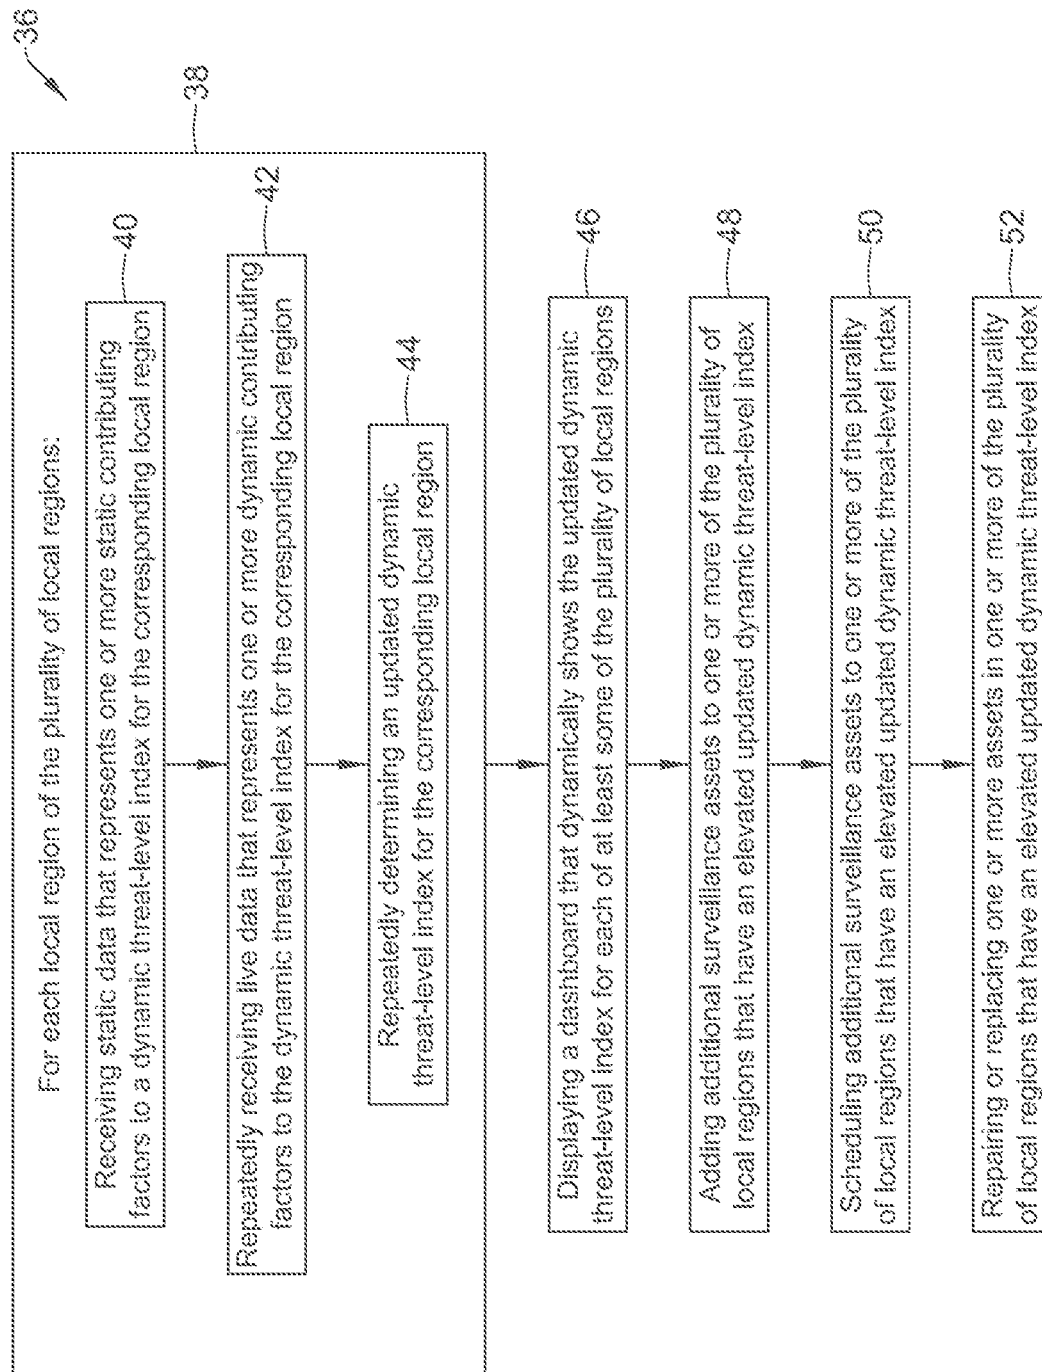 36
38
For each local region of the plurality of local regions:
40
Receiving static data that represents one or more static contributing
factors to a dynamic threat-level index for the corresponding local region
42
Repeatedly receiving live data that represents one or more dynamic contributing
factors to the dynamic threat-level index for the corresponding local region
44
Repeatedly determining an updated dynamic
threat-level index for the corresponding local region
46
Displaying a dashboard that dynamically shows the updated dynamic
threat-level index for each of at least some of the plurality of local regions
48
Adding additional surveillance assets to one or more of the plurality of
local regions that have an elevated updated dynamic threat-level index
50
Scheduling additional surveillance assets to one or more of the plurality
of local regions that have an elevated updated dynamic threat-level index
52
Repairing or replacing one or more assets in one or more of the plurality
of local regions that have an elevated updated dynamic threat-level index